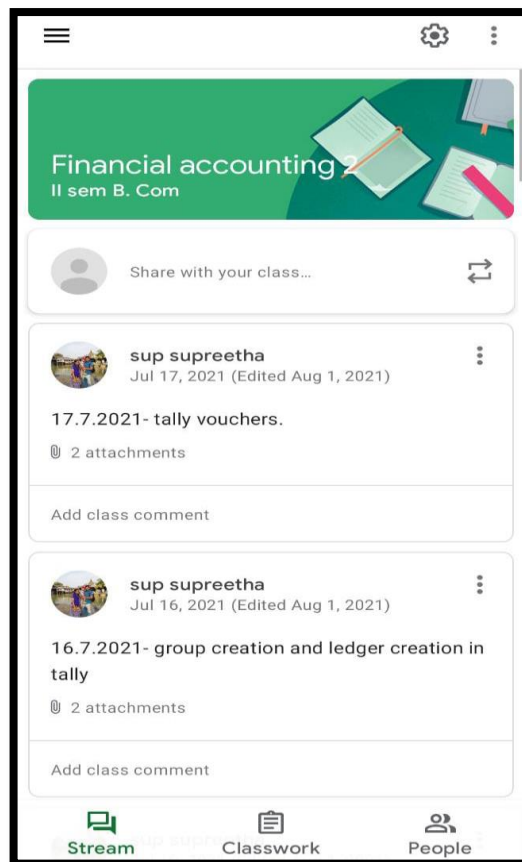 Financial accounting 2
II sem B. Com
Share with your class...
sup supreetha
Jul 17, 2021 (Edited Aug 1, 2021)
17.7.2021- tally vouchers.
2 attachments
Add class comment
sup supreetha
Jul 16, 2021 (Edited Aug 1, 2021)
16.7.2021- group creation and ledger creation in
tally
2 attachments
Add class comment
sup supreetha
Stream Classwork People